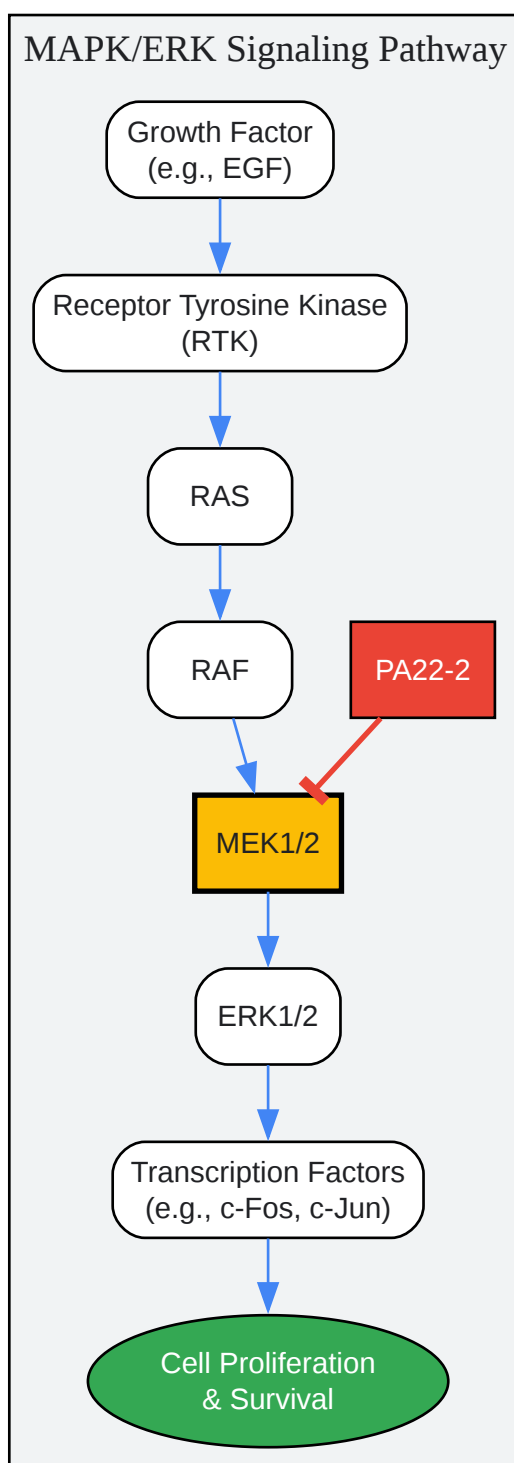 MAPK/ERK Signaling Pathway
Growth Factor
(e.g., EGF)
Receptor Tyrosine Kinase
(RTK)
RAS
RAF
PA22-2
MEK1/2
ERK1/2
Transcription Factors
(e.g., c-Fos, c-Jun)
Cell Proliferation
& Survival